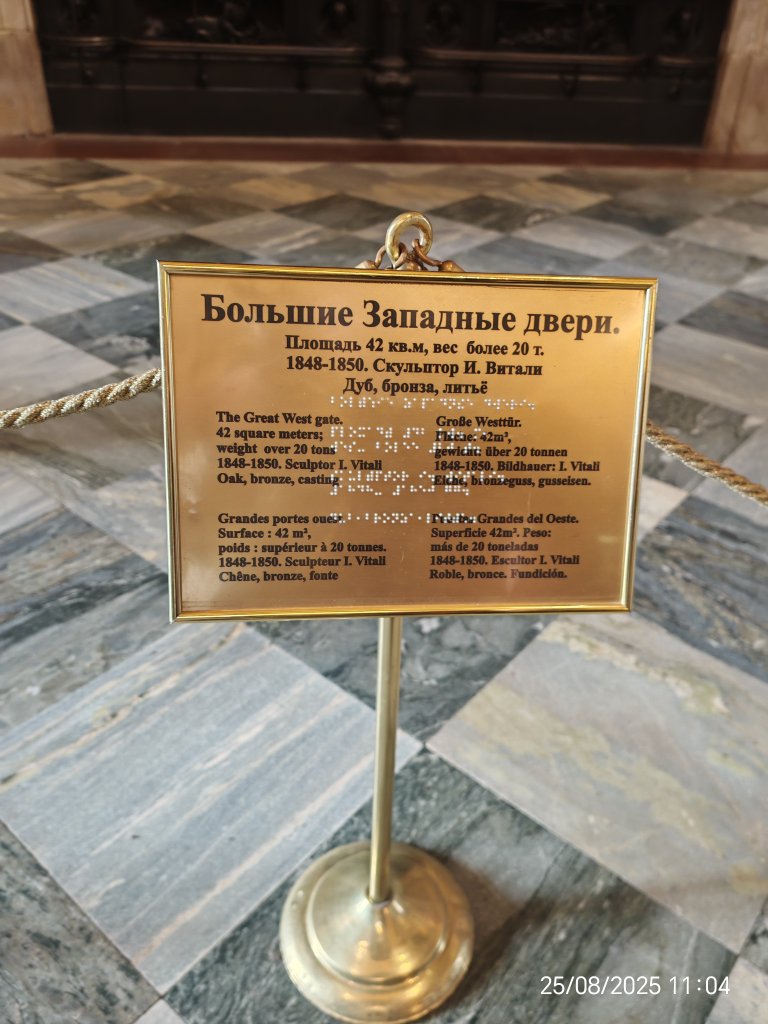 Большие Западные двери.
Площадь 42 кв.м, вес более 20 т.
1848-1850. Скульптор И. Витали
Дуб, бронза, литьё
The Great West gate.
42 square meters;
weight over 20 tons
1848-1850. Sculptor I. Vitali
Oak, bronze, casting
Große Westtür.
Fläche: 42m²,
gewicht: über 20 tonnen
1848-1850. Bildhauer: I. Vitali
Eiche, bronzeguss, gusseisen.
Grandes portes ouest.
Surface : 42 m²,
poids : supérieur à 20 tonnes.
1848-1850. Sculpteur I. Vitali
Chêne, bronze, fonte
Grandes del Oeste.
Superficie 42m². Peso:
más de 20 toneladas
1848-1850. Escultor I. Vitali
Roble, bronce. Fundición.
25/08/2025 11:04